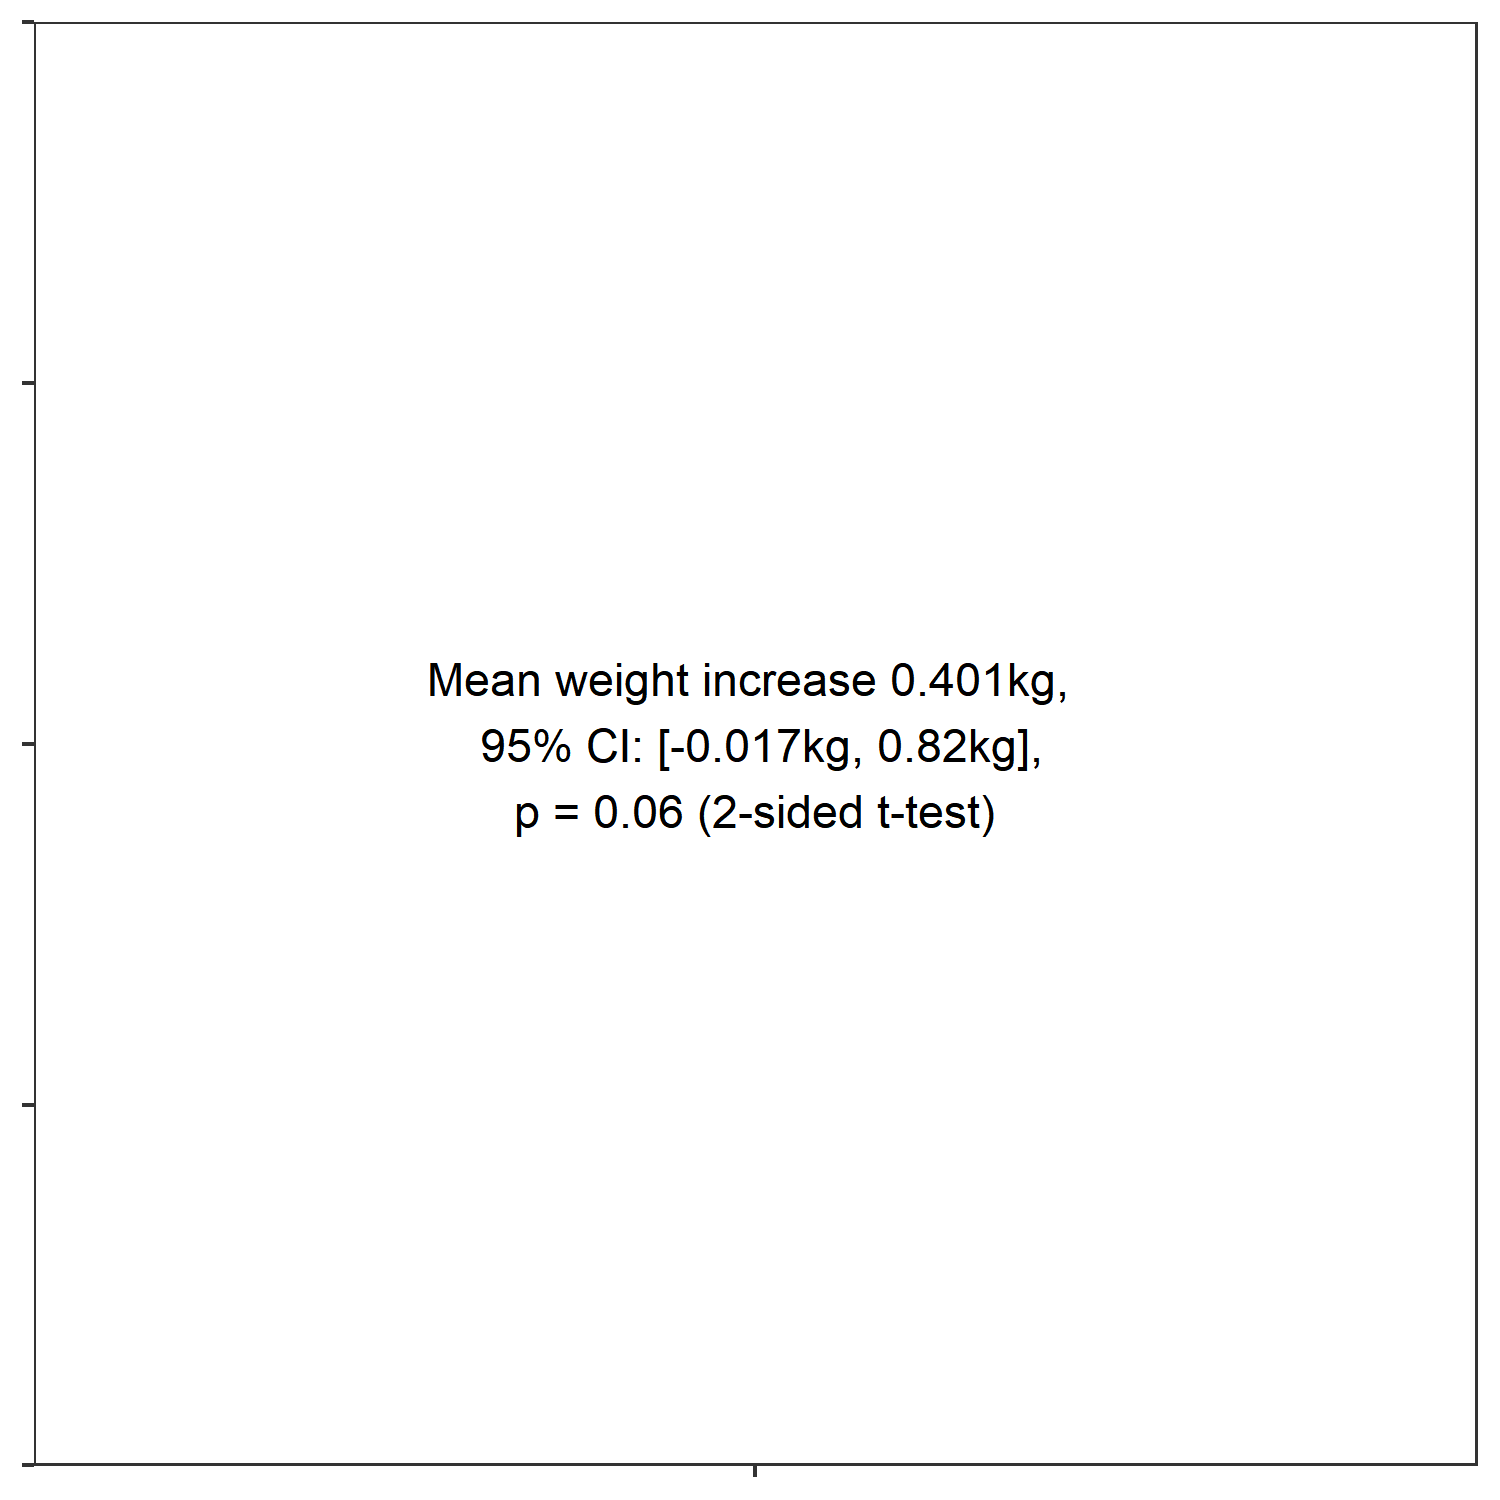 Mean weight increase 0.401kg,
95% CI: [-0.017kg, 0.82kg],
p = 0.06 (2-sided t-test)